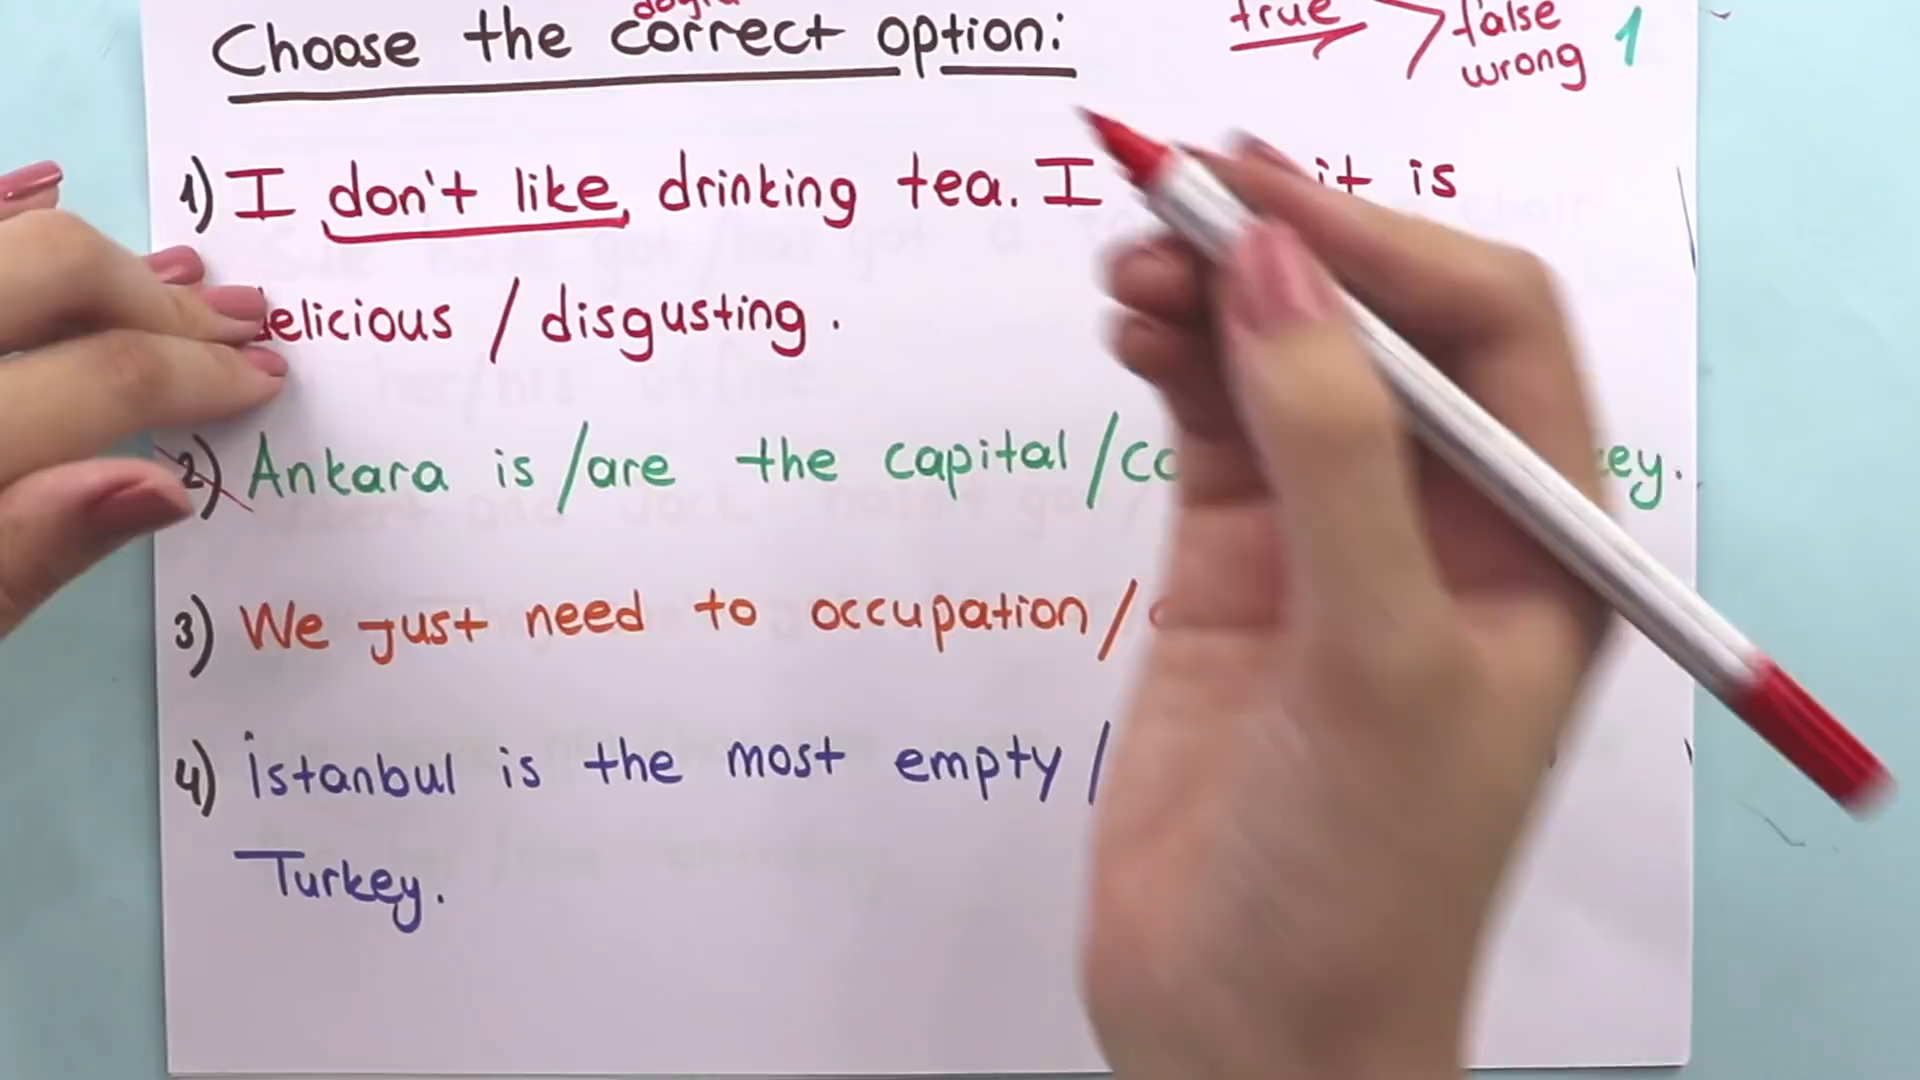 Choose the correct option:
true
false
wrong
1
1) I don't like drinking tea. I it is
delicious / disgusting.
2) Ankara is /are the capital /
3) We just need to occupation /
4) İstanbul is the most empty /
Turkey.